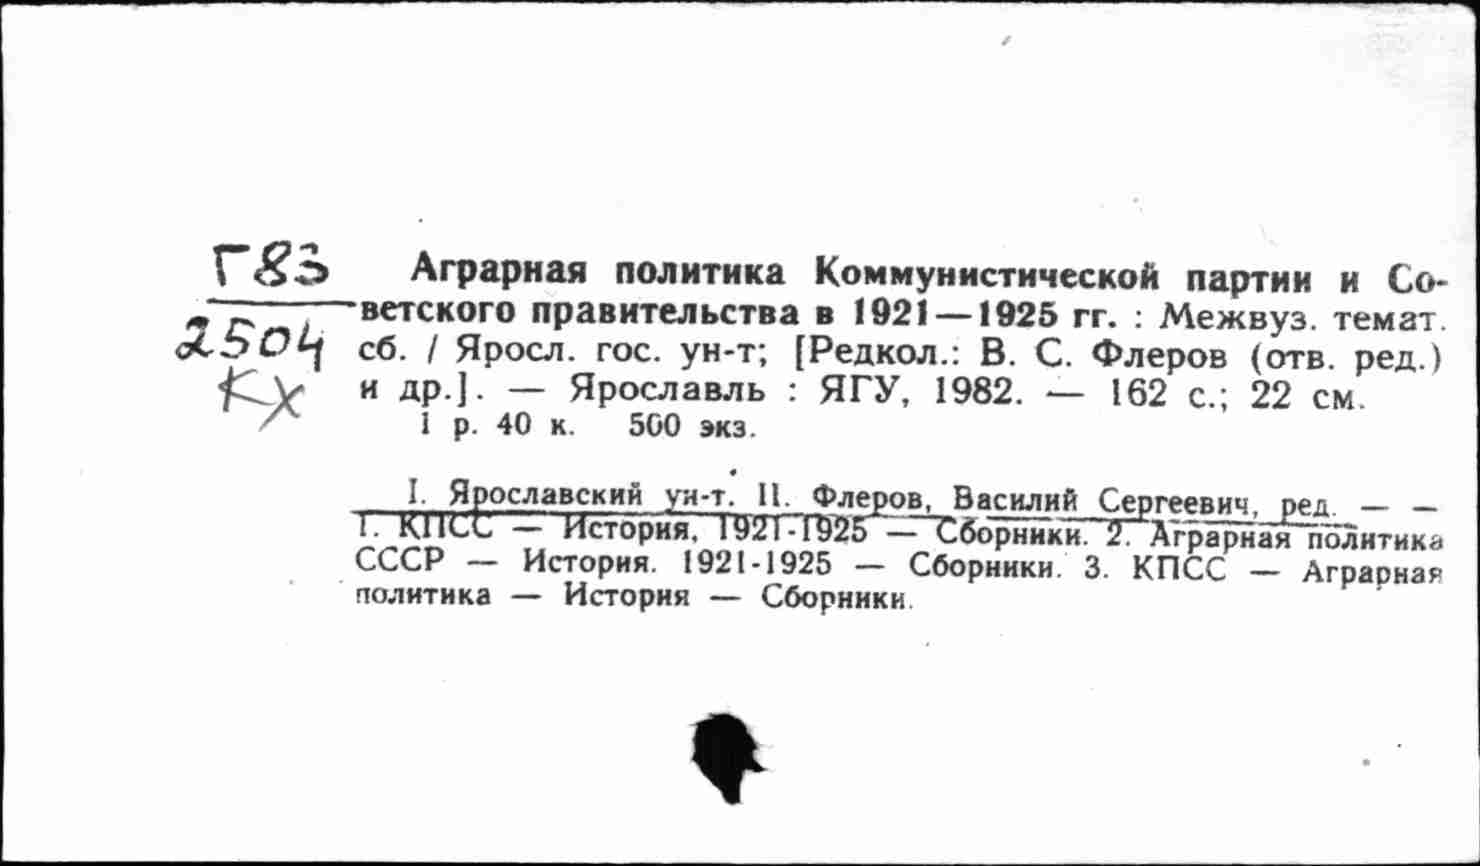 Г83
2504
Кх
Аграрная политика Коммунистической партии и Со-
ветского правительства в 1921—1925 гг. : Межвуз. темат.
сб. / Яросл. гос. ун-т; [Редкол.: В. С. Флеров (отв. ред.)
и др.]. — Ярославль : ЯГУ, 1982. — 162 с.; 22 см.
1 р. 40 к. 500 экз.
I. Ярославский ун-т. II. Флеров, Василий Сергеевич, ред. — —
1. КПСС — История, 1921-1925 — Сборники. 2. Аграрная политика
СССР — История. 1921-1925 — Сборники. 3. КПСС — Аграрная
политика — История — Сборники.